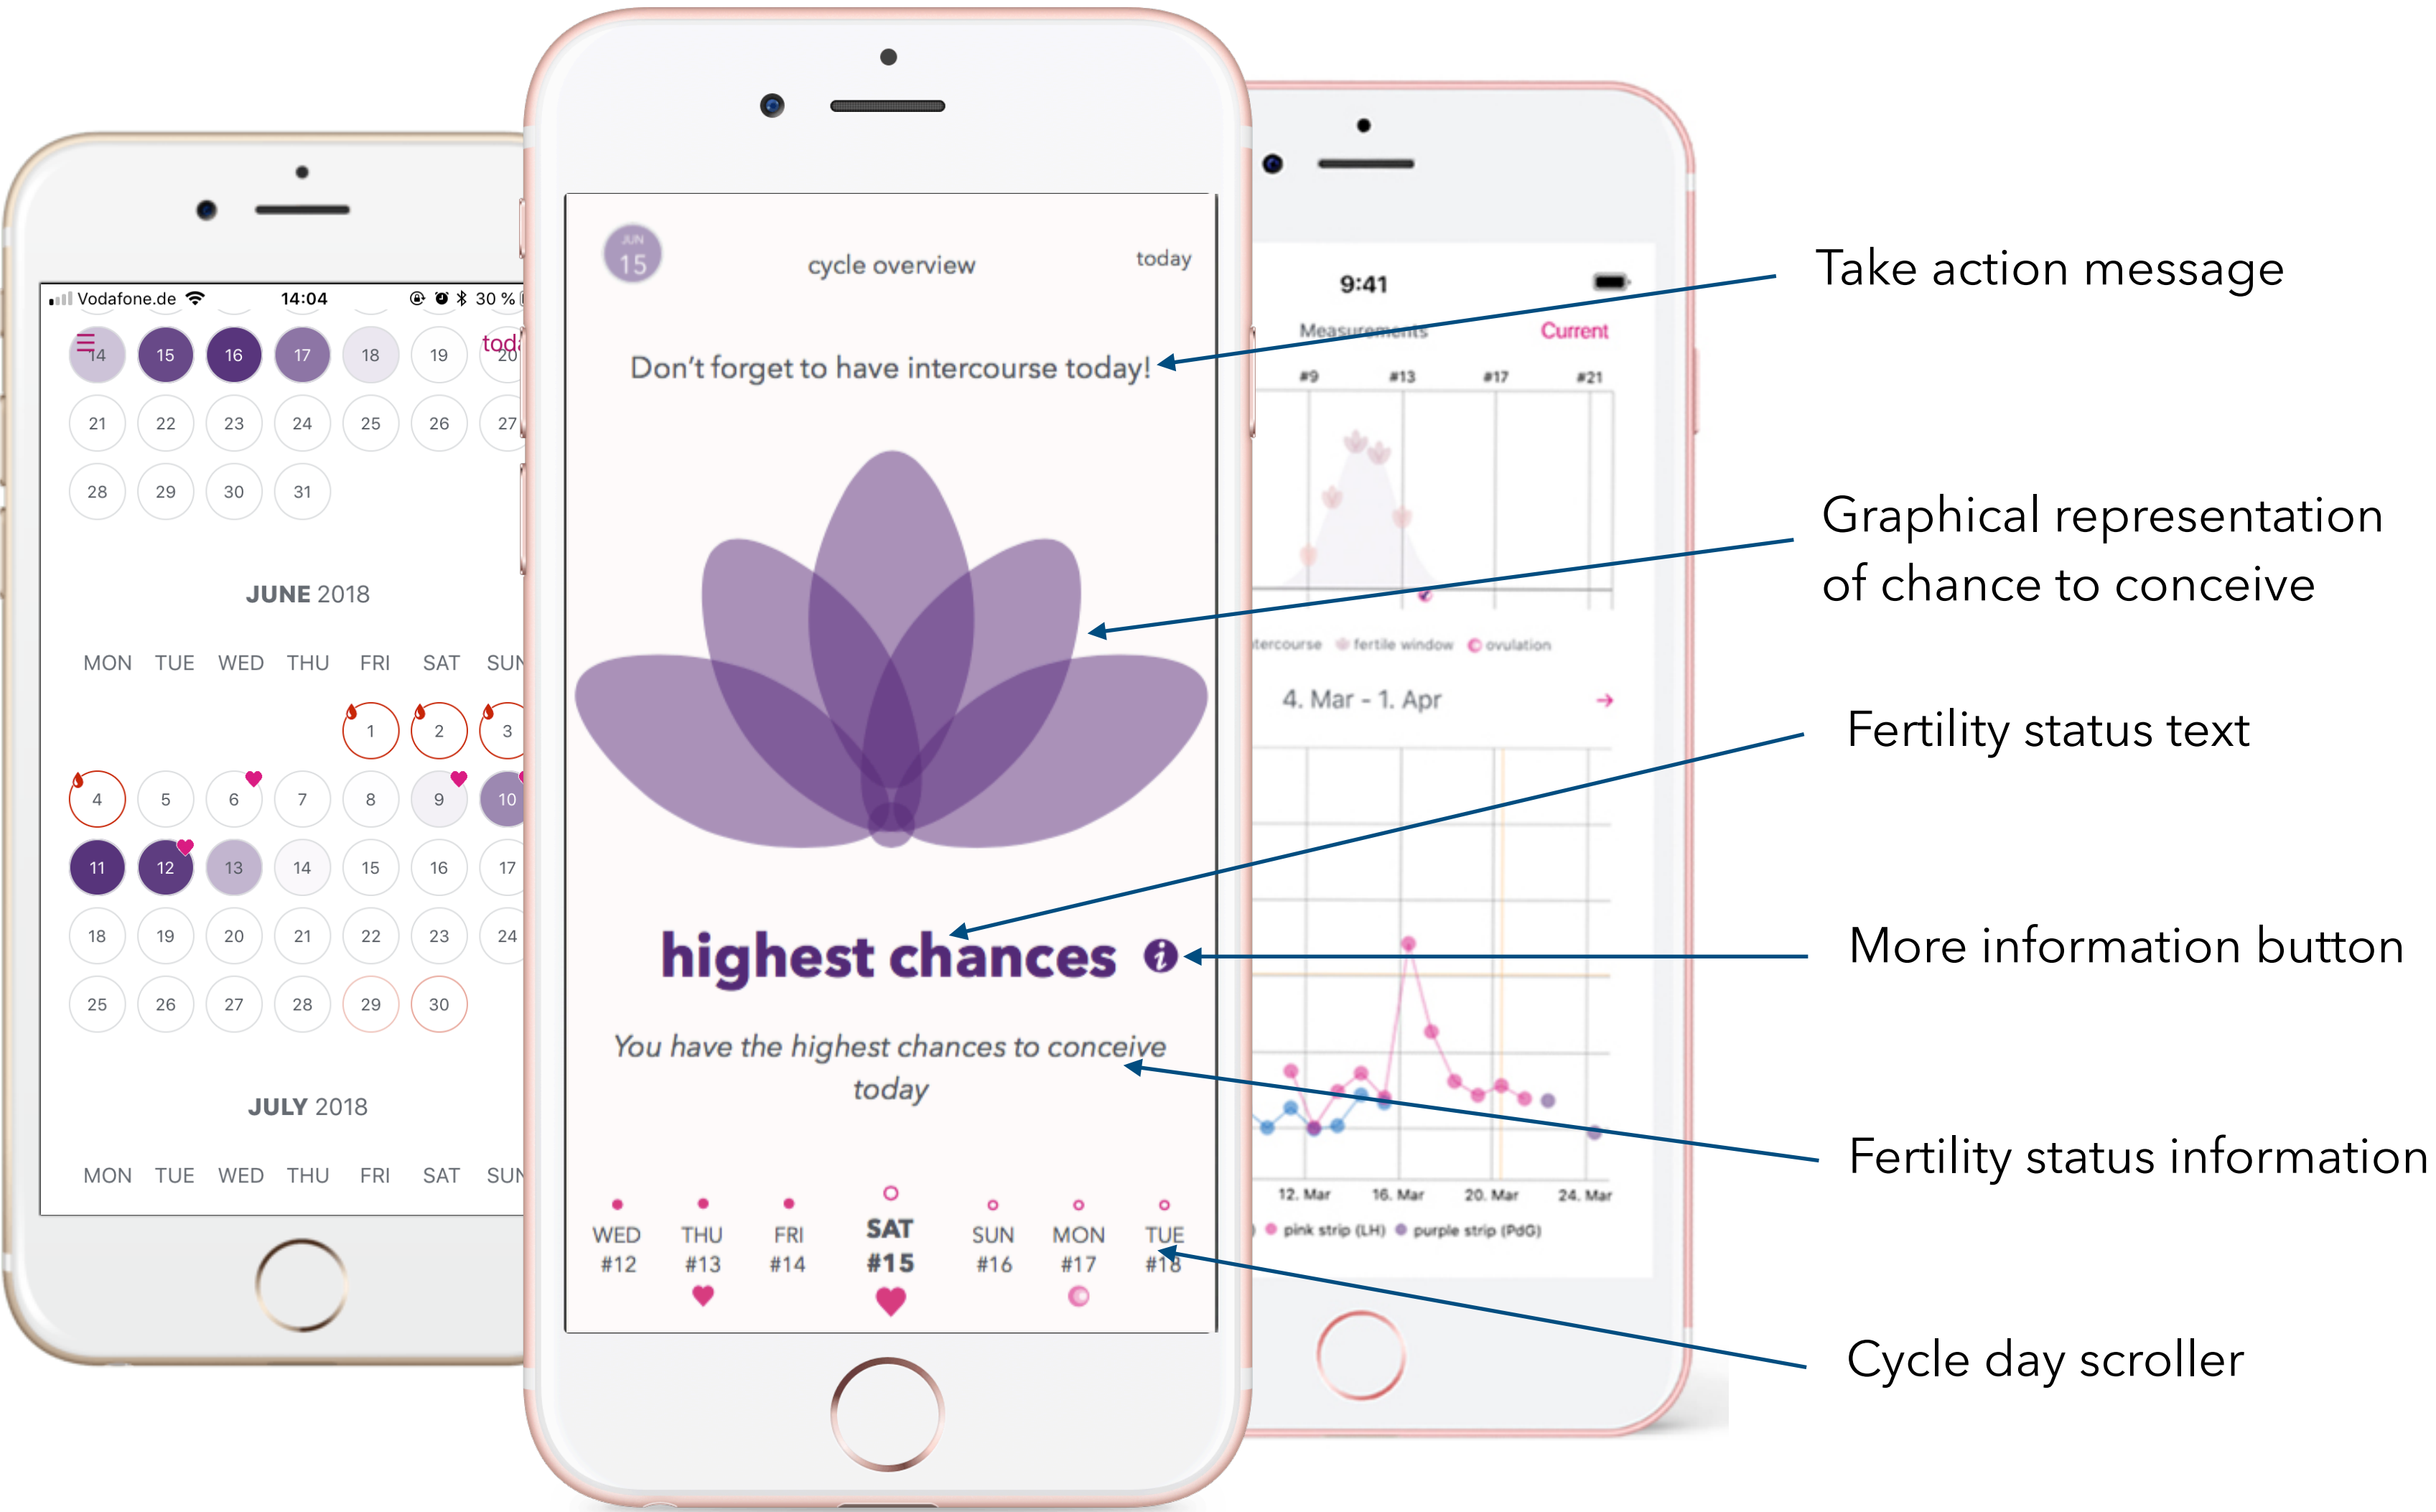 Vodafone.de 14:04 30 %
today
14 15 16 17 18 19 20
21 22 23 24 25 26 27
28 29 30 31
JUNE 2018
MON TUE WED THU FRI SAT SUN
1 2 3
4 5 6 7 8 9 10
11 12 13 14 15 16 17
18 19 20 21 22 23 24
25 26 27 28 29 30
JULY 2018
MON TUE WED THU FRI SAT SUN
JUN
15
cycle overview
today
Don't forget to have intercourse today!
highest chances i
You have the highest chances to conceive
today
WED THU FRI SAT SUN MON TUE
#12 #13 #14 #15 #16 #17 #18
9:41
Measurements Current
#9 #13 #17 #21
intercourse fertile window ovulation
4. Mar - 1. Apr →
12. Mar 16. Mar 20. Mar 24. Mar
) pink strip (LH) purple strip (PdG)
Take action message
Graphical representation
of chance to conceive
Fertility status text
More information button
Fertility status information
Cycle day scroller